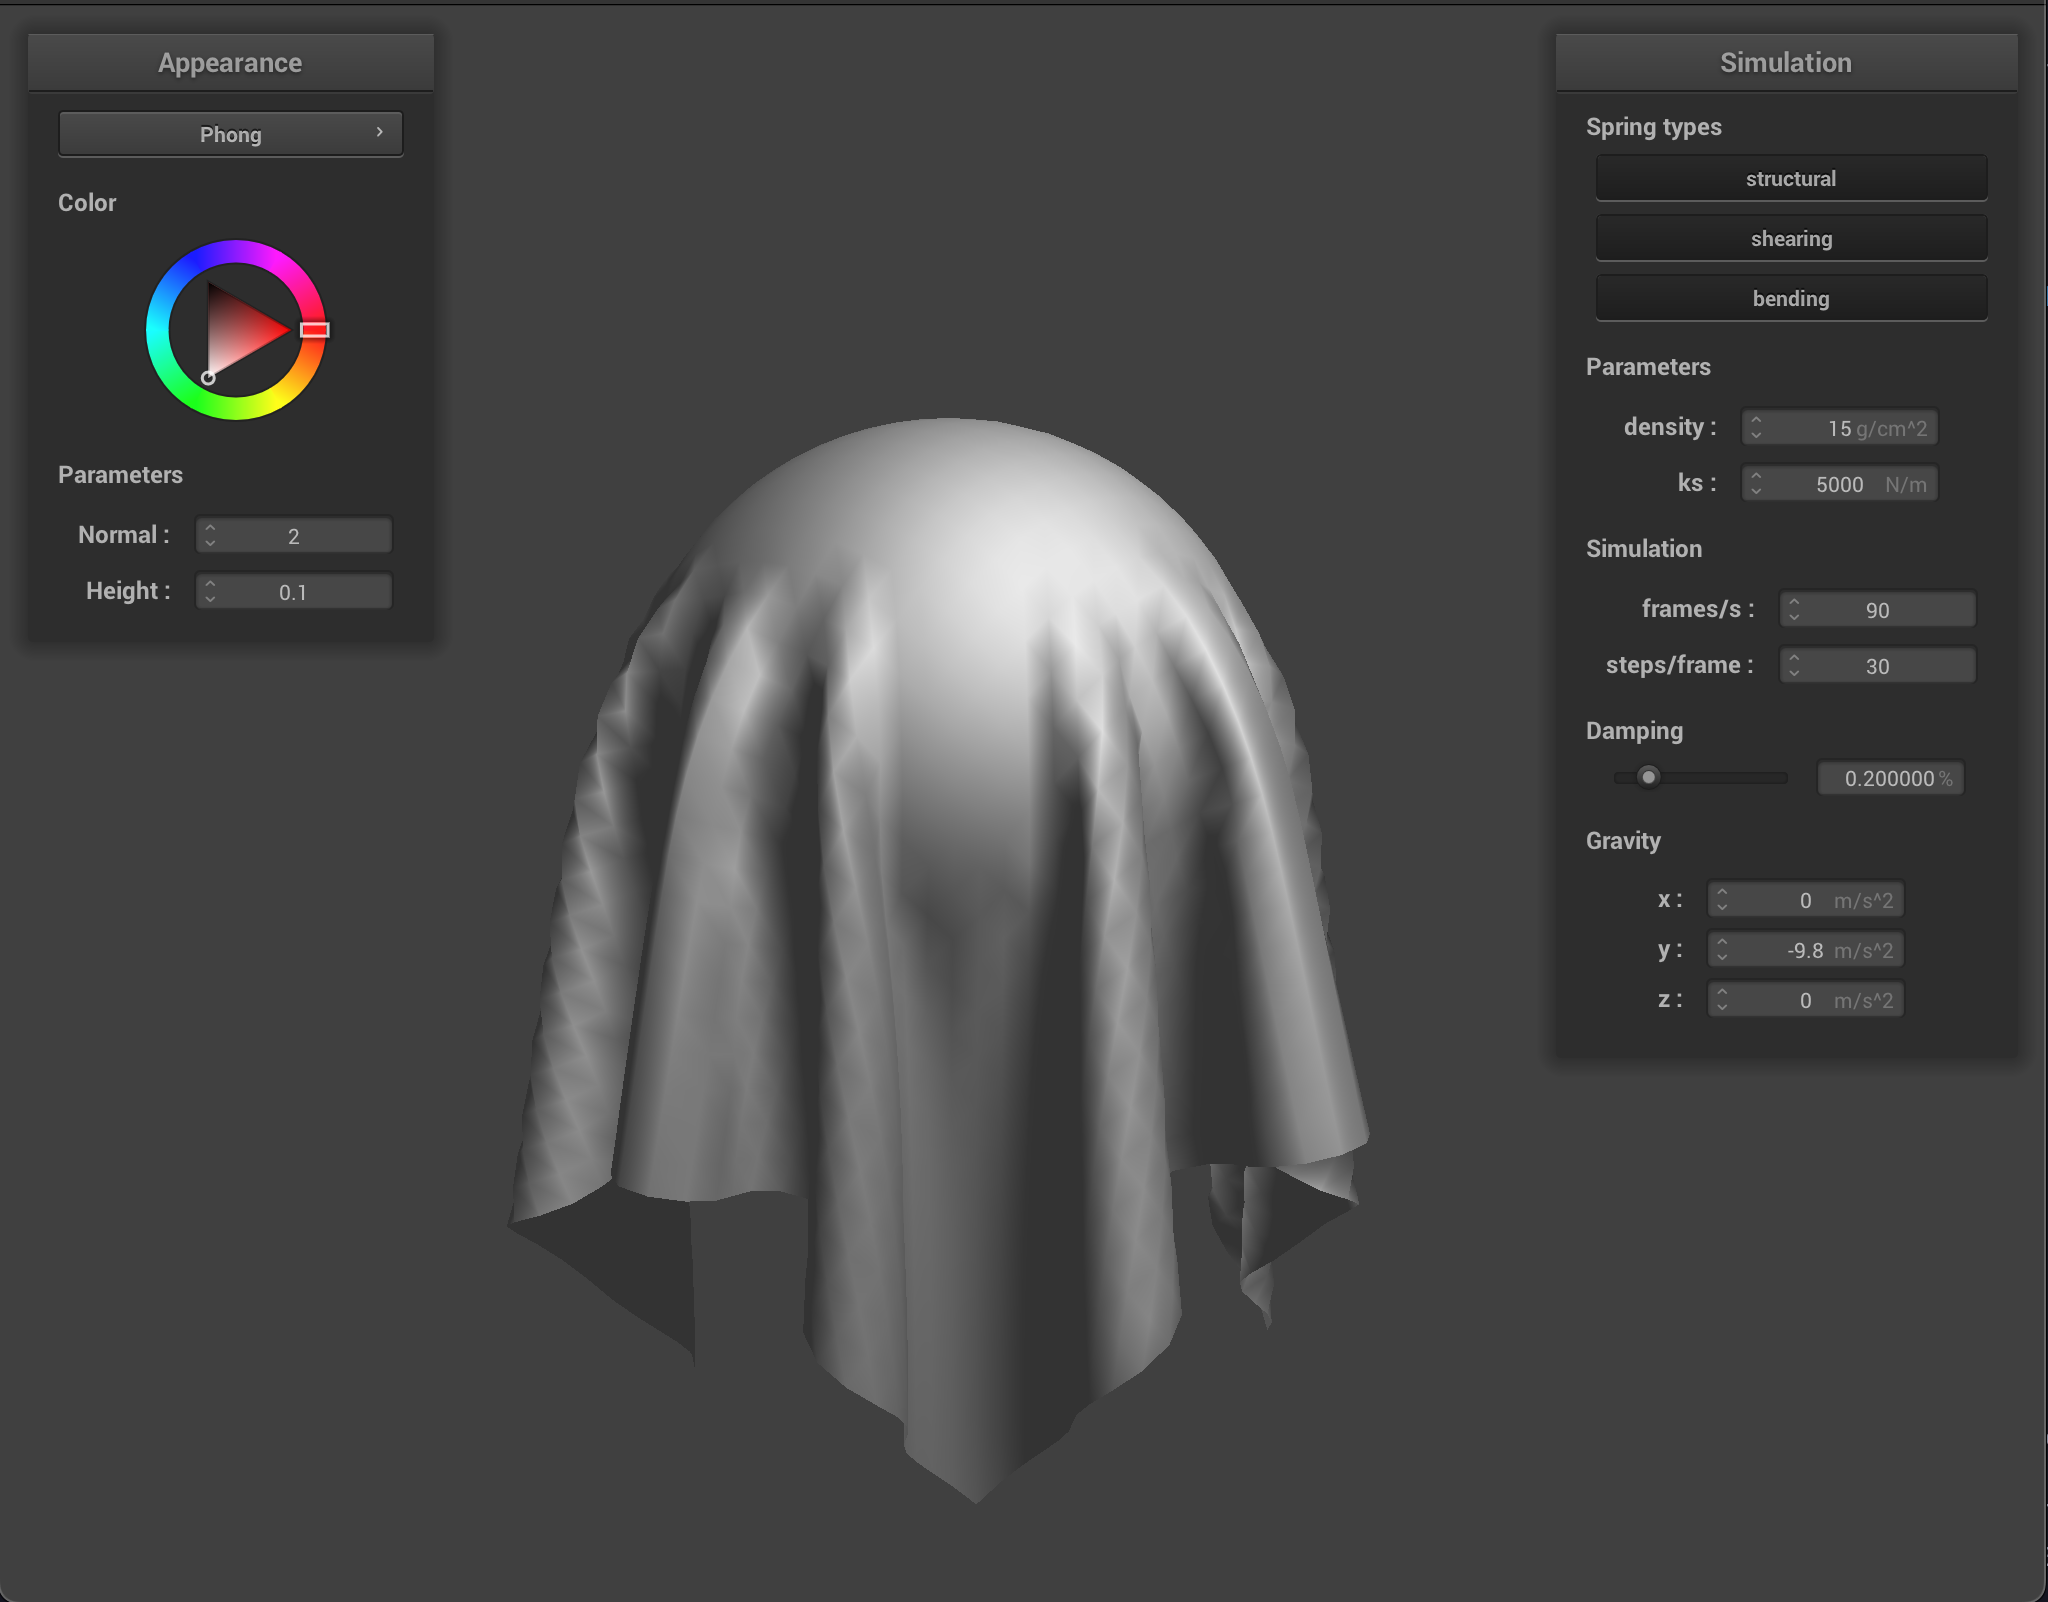 Appearance
Phong
Color
Parameters
Normal : 2
Height : 0.1
Simulation
Spring types
structural
shearing
bending
Parameters
density : 15 g/cm^2
ks : 5000 N/m
Simulation
frames/s : 90
steps/frame : 30
Damping
0.200000 %
Gravity
x : 0 m/s^2
y : -9.8 m/s^2
z : 0 m/s^2